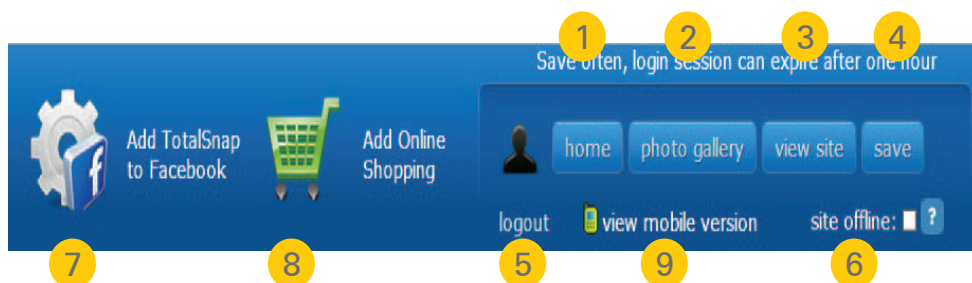 1 2 3 4
Save often, login session can expire after one hour
Add TotalSnap
to Facebook
Add Online
Shopping
home photo gallery view site save
logout view mobile version site offline: ?
7 8 5 9 6